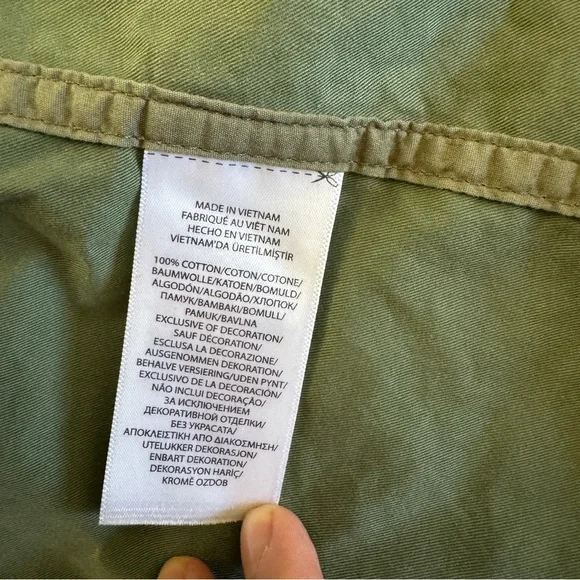 MADE IN VIETNAM
FABRIQUÉ AU VIÊT NAM
HECHO EN VIETNAM
VİETNAM'DA ÜRETİLMİŞTİR
100% COTTON/COTON/COTONE/
BAUMWOLLE/KATOEN/BOMULD/
ALGODÓN/ALGODÃO/ХЛОПОК/
ПАМУК/BAMBAKI/BOMULL/
PAMUK/BAVLNA
EXCLUSIVE OF DECORATION/
SAUF DÉCORATION/
ESCLUSA LA DECORAZIONE/
AUSGENOMMEN DEKORATION/
BEHALVE VERSIERING/UDEN PYNT/
EXCLUSIVO DE LA DECORACIÓN/
NÃO INCLUI DECORAÇÃO/
ЗА ИСКЛЮЧЕНИЕМ
ДЕКОРАТИВНОЙ ОТДЕЛКИ/
БЕЗ УКРАСАТА/
ΑΠΟΚΛΕΙΣΤΙΚΗ ΑΠΟ ΔΙΑΚΟΣΜΗΣΗ/
UTELUKKER DEKORASJON/
ENBART DEKORATION/
DEKORASYON HARİÇ/
KROMĚ OZDOB